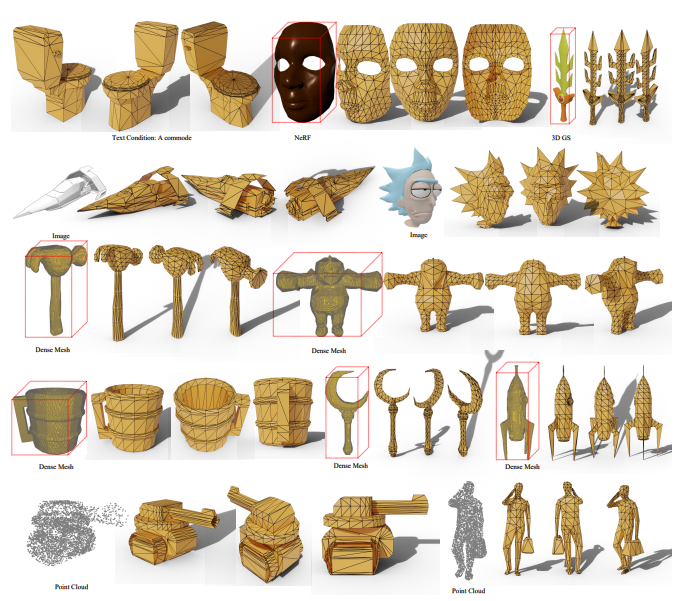 Text Condition: A commode
NeRF
3D GS
Image
Image
Dense Mesh
Dense Mesh
Dense Mesh
Dense Mesh
Dense Mesh
Point Cloud
Point Cloud